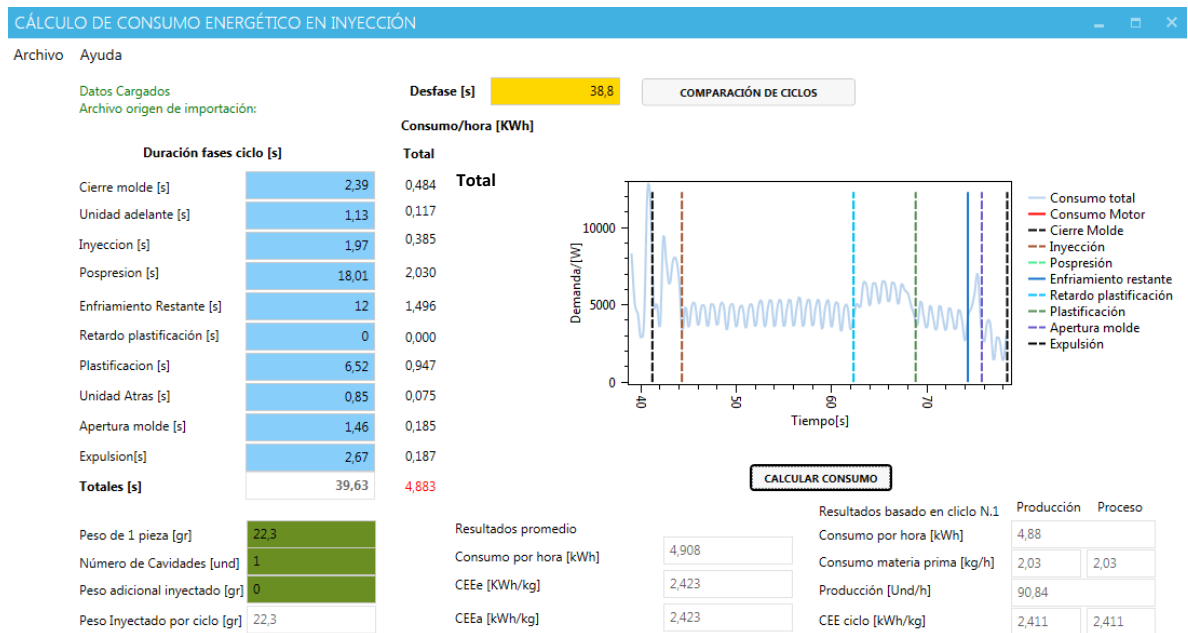 CÁLCULO DE CONSUMO ENERGÉTICO EN INYECCIÓN
Archivo Ayuda
Datos Cargados
Archivo origen de importación:
Desfase [s] 38,8 COMPARACIÓN DE CICLOS
Consumo/hora [KWh]
Duración fases ciclo [s] Total
Cierre molde [s] 2,39 0,484 Total
Unidad adelante [s] 1,13 0,117
Inyeccion [s] 1,97 0,385
Pospresion [s] 18,01 2,030
Enfriamiento Restante [s] 12 1,496
Retardo plastificación [s] 0 0,000
Plastificacion [s] 6,52 0,947
Unidad Atras [s] 0,85 0,075
Apertura molde [s] 1,46 0,185
Expulsion[s] 2,67 0,187
Totales [s] 39,63 4,883
Demanda/[W]
10000
5000
0
40 50 60 70
Tiempo[s]
Consumo total
Consumo Motor
Cierre Molde
Inyección
Pospresión
Enfriamiento restante
Retardo plastificación
Plastificación
Apertura molde
Expulsión
CALCULAR CONSUMO
Peso de 1 pieza [gr] 22,3
Número de Cavidades [und] 1
Peso adicional inyectado [gr] 0
Peso Inyectado por ciclo [gr] 22,3
Resultados promedio
Consumo por hora [kWh] 4,908
CEEe [KWh/kg] 2,423
CEEa [kWh/kg] 2,423
Resultados basado en cliclo N.1 Producción Proceso
Consumo por hora [kWh] 4,88
Consumo materia prima [kg/h] 2,03 2,03
Producción [Und/h] 90,84
CEE ciclo [kWh/kg] 2,411 2,411